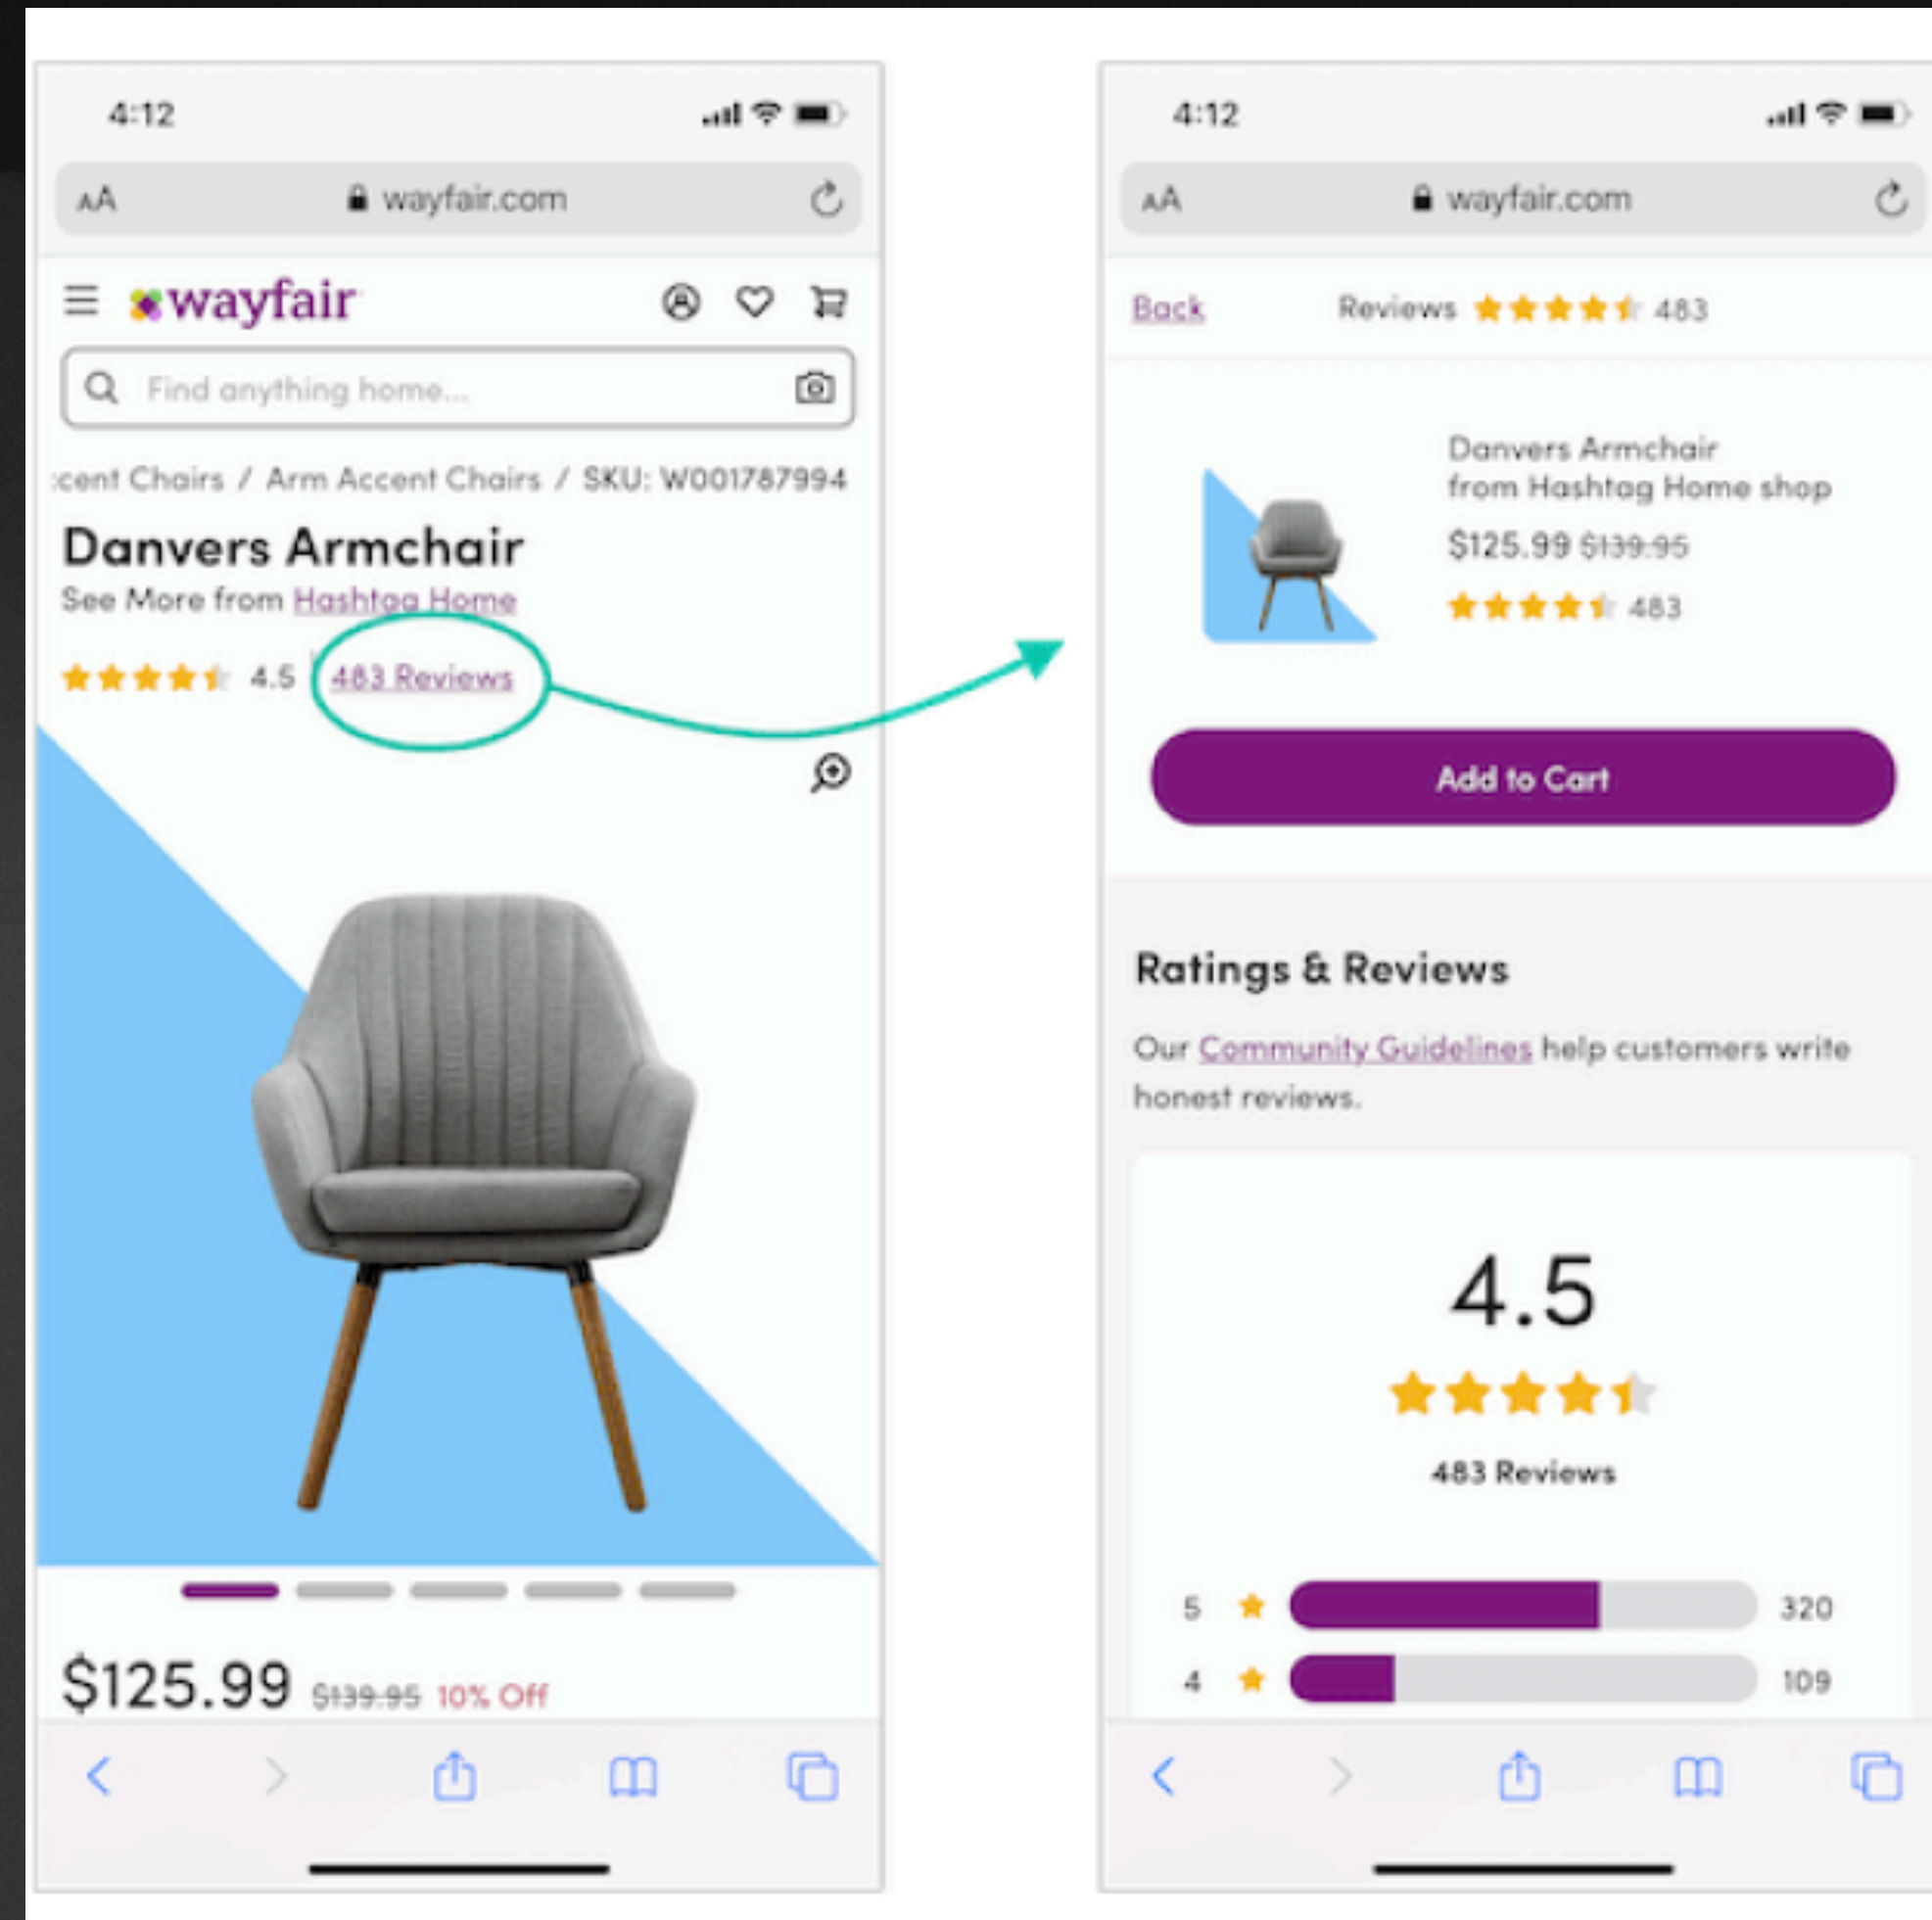 4:12
AA wayfair.com
wayfair
Find anything home...
cent Chairs / Arm Accent Chairs / SKU: W001787994
Danvers Armchair
See More from Hashtag Home
4.5 483 Reviews
$125.99 $139.95 10% Off
4:12
AA wayfair.com
Back Reviews 483
Danvers Armchair
from Hashtag Home shop
$125.99 $139.95
483
Add to Cart
Ratings & Reviews
Our Community Guidelines help customers write
honest reviews.
4.5
483 Reviews
5 320
4 109